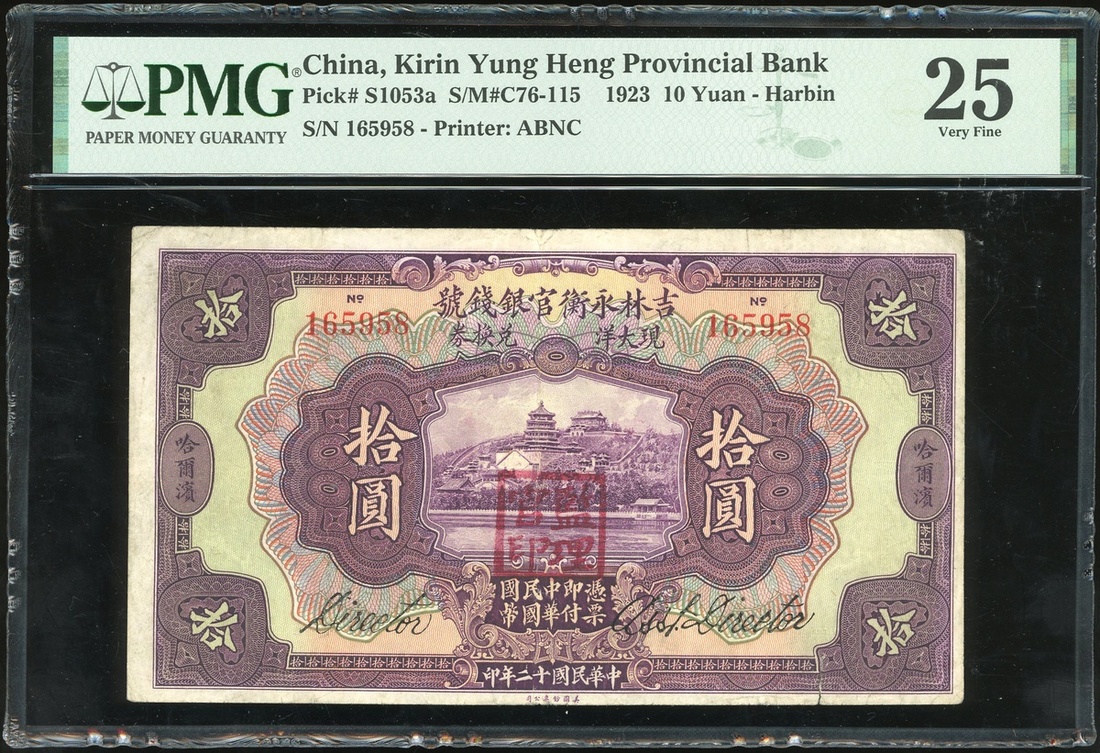 PMG®
PAPER MONEY GUARANTY
China, Kirin Yung Heng Provincial Bank
Pick# S1053a S/M#C76-115 1923 10 Yuan - Harbin
S/N 165958 - Printer: ABNC
25
Very Fine
拾
拾
吉林永衡官銀錢號
現大洋 兌換券
No
165958
No
165958
拾圓
拾圓
哈爾濱
哈爾濱
監理官印
憑票即付中華民國國幣
Director
Asst. Director
拾
拾
中華民國十二年印